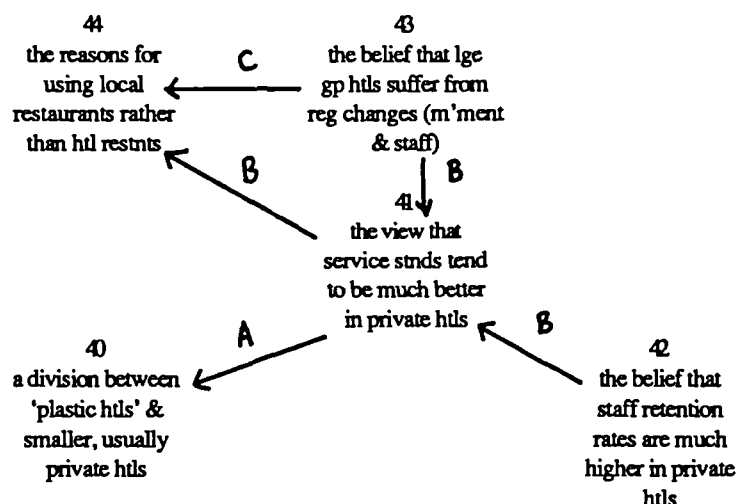 44
the reasons for
using local
restaurants rather
than htl restnts
C
43
the belief that lge
gp htls suffer from
reg changes (m'ment
& staff)
B
B
41
the view that
service stnds tend
to be much better
in private htls
A
B
40
a division between
'plastic htls' &
smaller, usually
private htls
42
the belief that
staff retention
rates are much
higher in private
htls